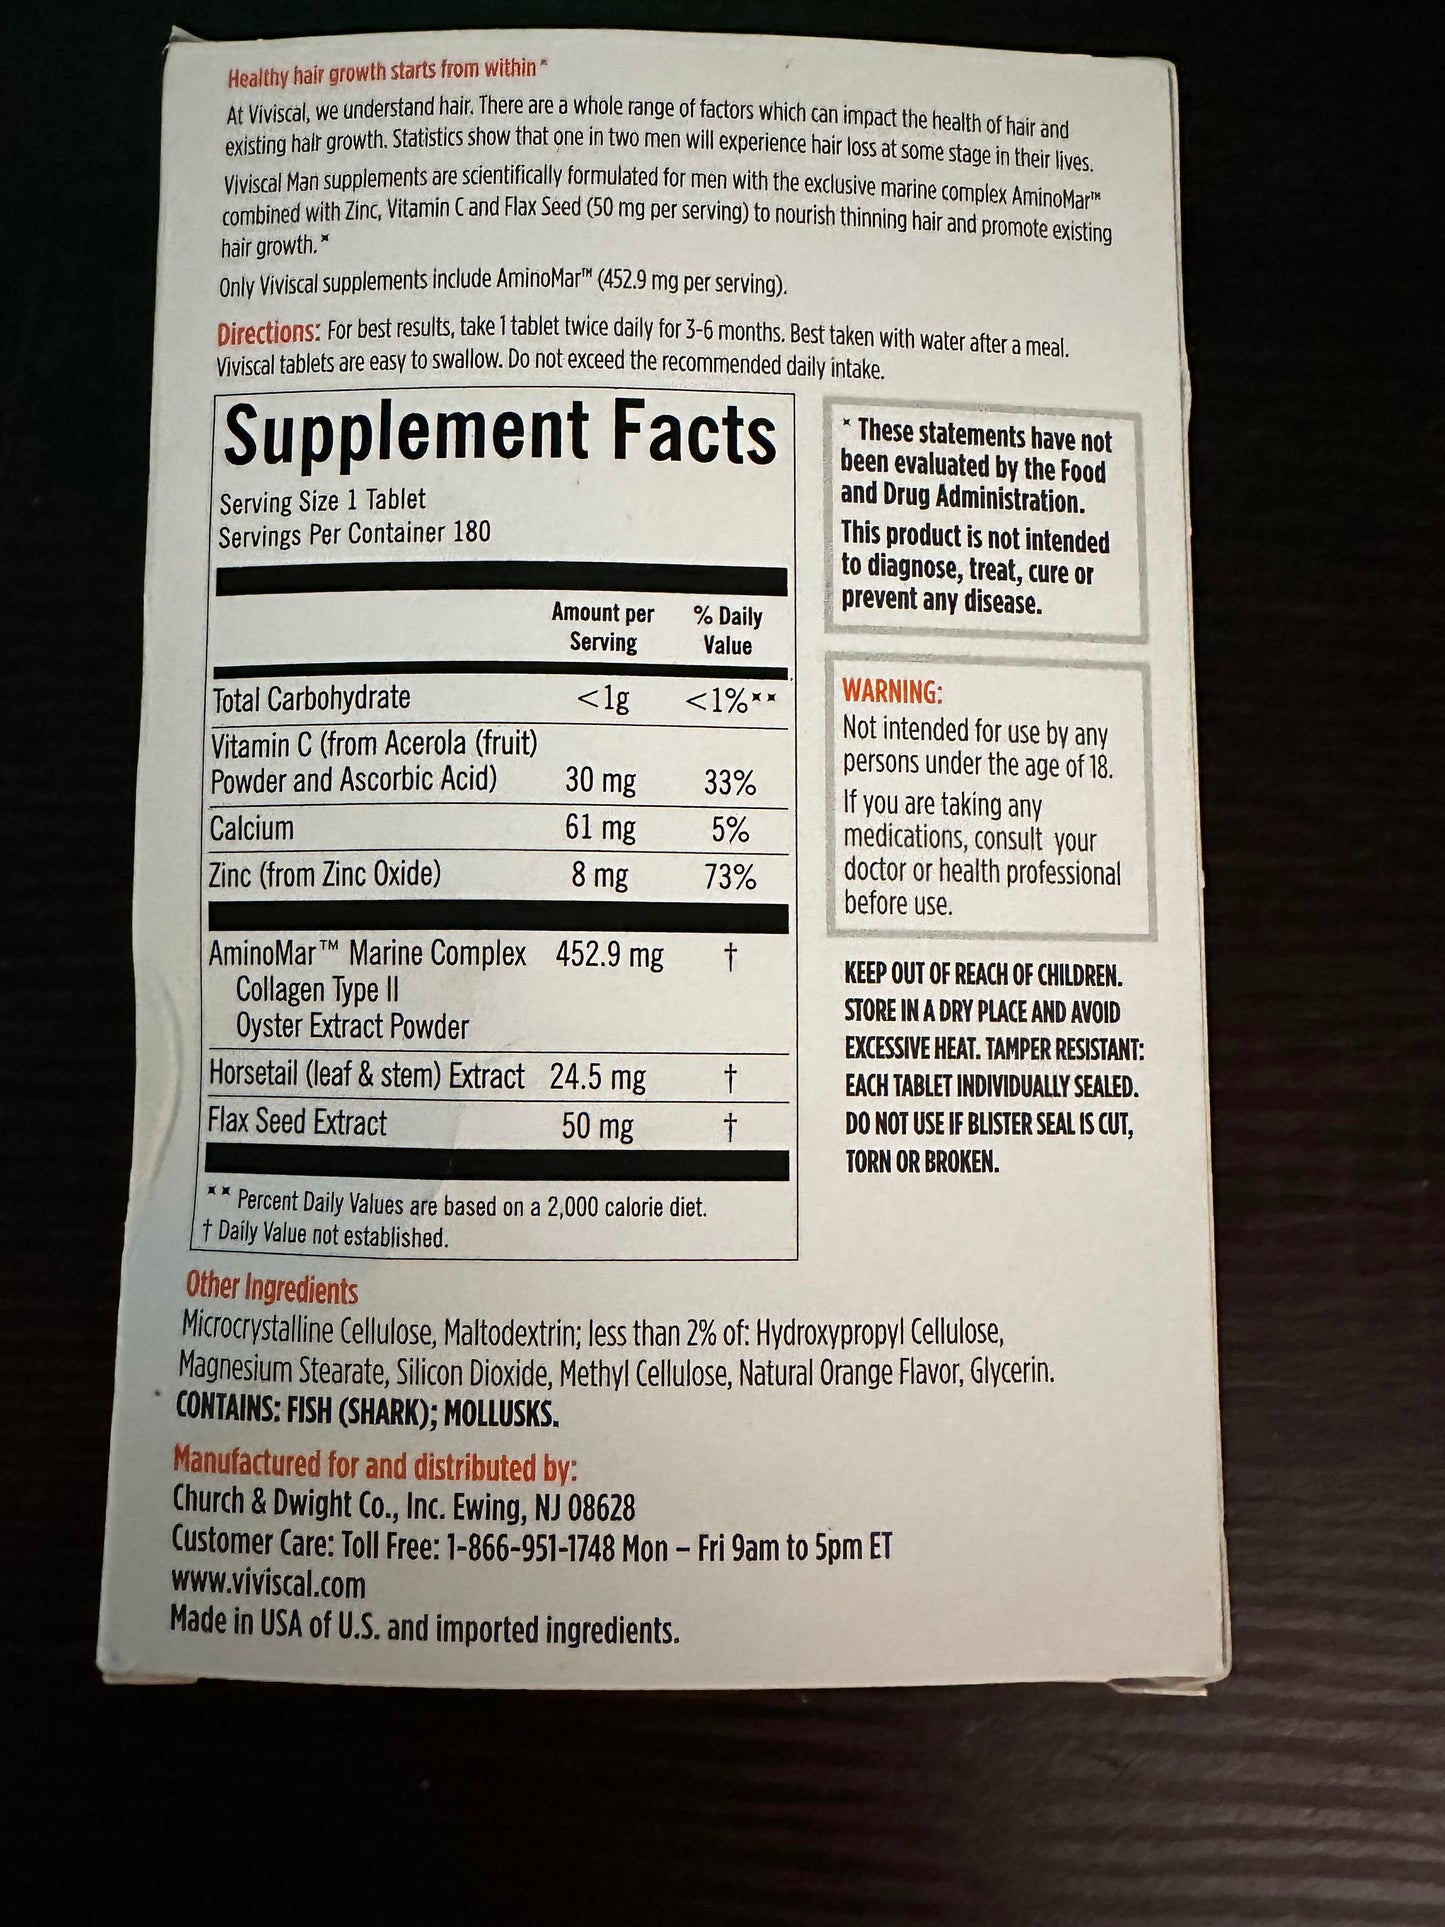 Healthy hair growth starts from within*
At Viviscal, we understand hair. There are a whole range of factors which can impact the health of hair and
existing hair growth. Statistics show that one in two men will experience hair loss at some stage in their lives.
Viviscal Man supplements are scientifically formulated for men with the exclusive marine complex AminoMar™
combined with Zinc, Vitamin C and Flax Seed (50 mg per serving) to nourish thinning hair and promote existing
hair growth.*
Only Viviscal supplements include AminoMar™ (452.9 mg per serving).
Directions: For best results, take 1 tablet twice daily for 3-6 months. Best taken with water after a meal.
Viviscal tablets are easy to swallow. Do not exceed the recommended daily intake.
Supplement Facts
Serving Size 1 Tablet
Servings Per Container 180
Amount per % Daily
Serving Value
Total Carbohydrate <1g <1%**
Vitamin C (from Acerola (fruit)
Powder and Ascorbic Acid) 30 mg 33%
Calcium 61 mg 5%
Zinc (from Zinc Oxide) 8 mg 73%
AminoMar™ Marine Complex 452.9 mg †
Collagen Type II
Oyster Extract Powder
Horsetail (leaf & stem) Extract 24.5 mg †
Flax Seed Extract 50 mg †
** Percent Daily Values are based on a 2,000 calorie diet.
† Daily Value not established.
* These statements have not
been evaluated by the Food
and Drug Administration.
This product is not intended
to diagnose, treat, cure or
prevent any disease.
WARNING:
Not intended for use by any
persons under the age of 18.
If you are taking any
medications, consult your
doctor or health professional
before use.
KEEP OUT OF REACH OF CHILDREN.
STORE IN A DRY PLACE AND AVOID
EXCESSIVE HEAT. TAMPER RESISTANT:
EACH TABLET INDIVIDUALLY SEALED.
DO NOT USE IF BLISTER SEAL IS CUT,
TORN OR BROKEN.
Other Ingredients
Microcrystalline Cellulose, Maltodextrin; less than 2% of: Hydroxypropyl Cellulose,
Magnesium Stearate, Silicon Dioxide, Methyl Cellulose, Natural Orange Flavor, Glycerin.
CONTAINS: FISH (SHARK); MOLLUSKS.
Manufactured for and distributed by:
Church & Dwight Co., Inc. Ewing, NJ 08628
Customer Care: Toll Free: 1-866-951-1748 Mon – Fri 9am to 5pm ET
www.viviscal.com
Made in USA of U.S. and imported ingredients.